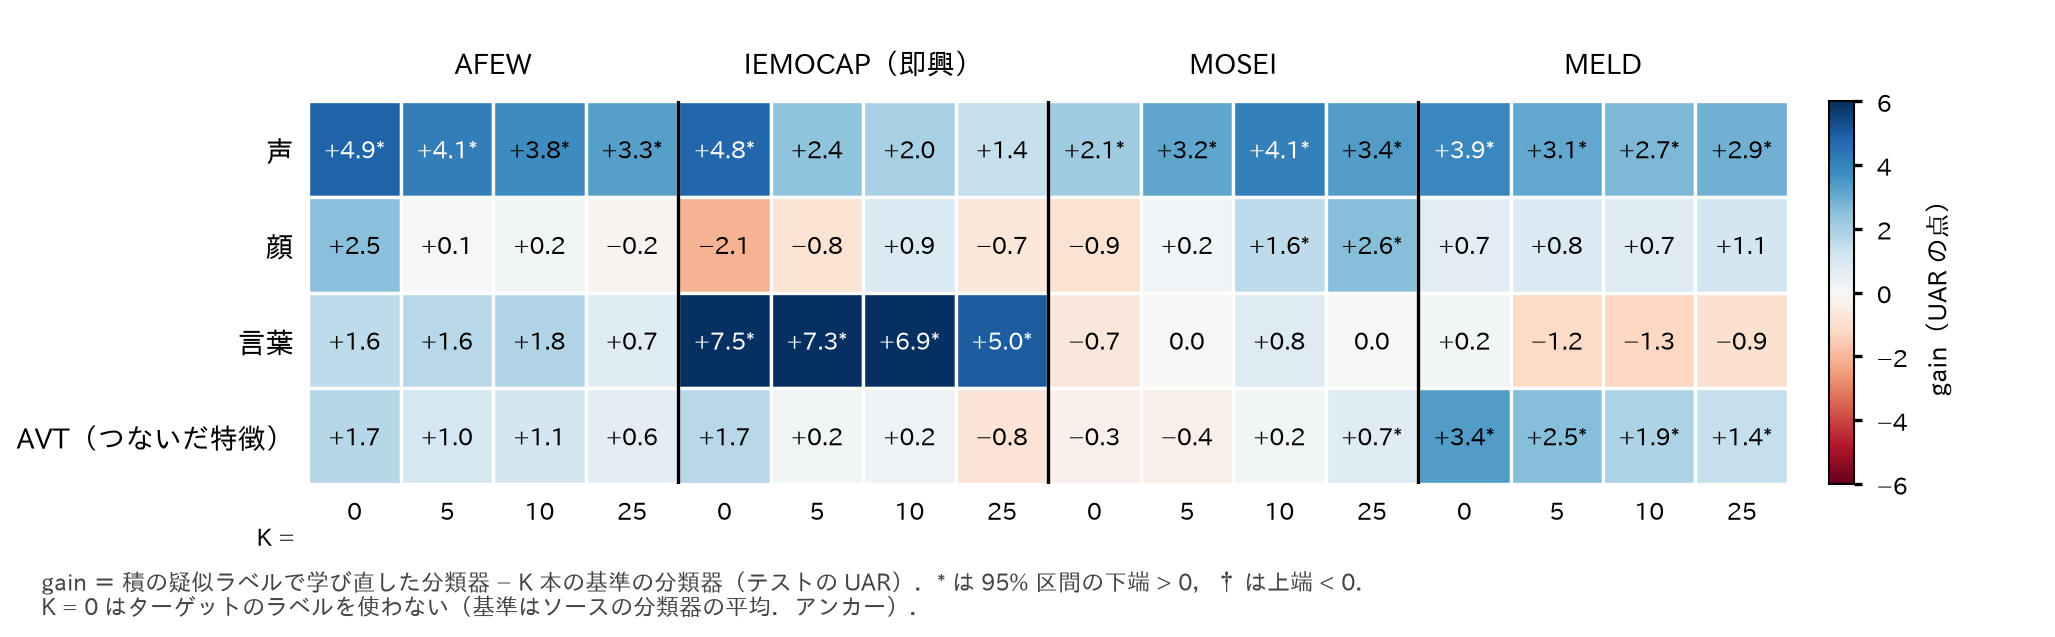 AFEW IEMOCAP（即興） MOSEI MELD
声 +4.9* +4.1* +3.8* +3.3* +4.8* +2.4 +2.0 +1.4 +2.1* +3.2* +4.1* +3.4* +3.9* +3.1* +2.7* +2.9*
顔 +2.5 +0.1 +0.2 −0.2 −2.1 −0.8 +0.9 −0.7 −0.9 +0.2 +1.6* +2.6* +0.7 +0.8 +0.7 +1.1
言葉 +1.6 +1.6 +1.8 +0.7 +7.5* +7.3* +6.9* +5.0* −0.7 0.0 +0.8 0.0 +0.2 −1.2 −1.3 −0.9
AVT（つないだ特徴） +1.7 +1.0 +1.1 +0.6 +1.7 +0.2 +0.2 −0.8 −0.3 −0.4 +0.2 +0.7* +3.4* +2.5* +1.9* +1.4*
0 5 10 25 0 5 10 25 0 5 10 25 0 5 10 25
K =
6
4
2
0
−2
−4
−6
gain（UAR の点）
gain = 積の疑似ラベルで学び直した分類器 − K 本の基準の分類器（テストの UAR）. * は 95% 区間の下端 > 0, † は上端 < 0.
K = 0 はターゲットのラベルを使わない（基準はソースの分類器の平均．アンカー）.